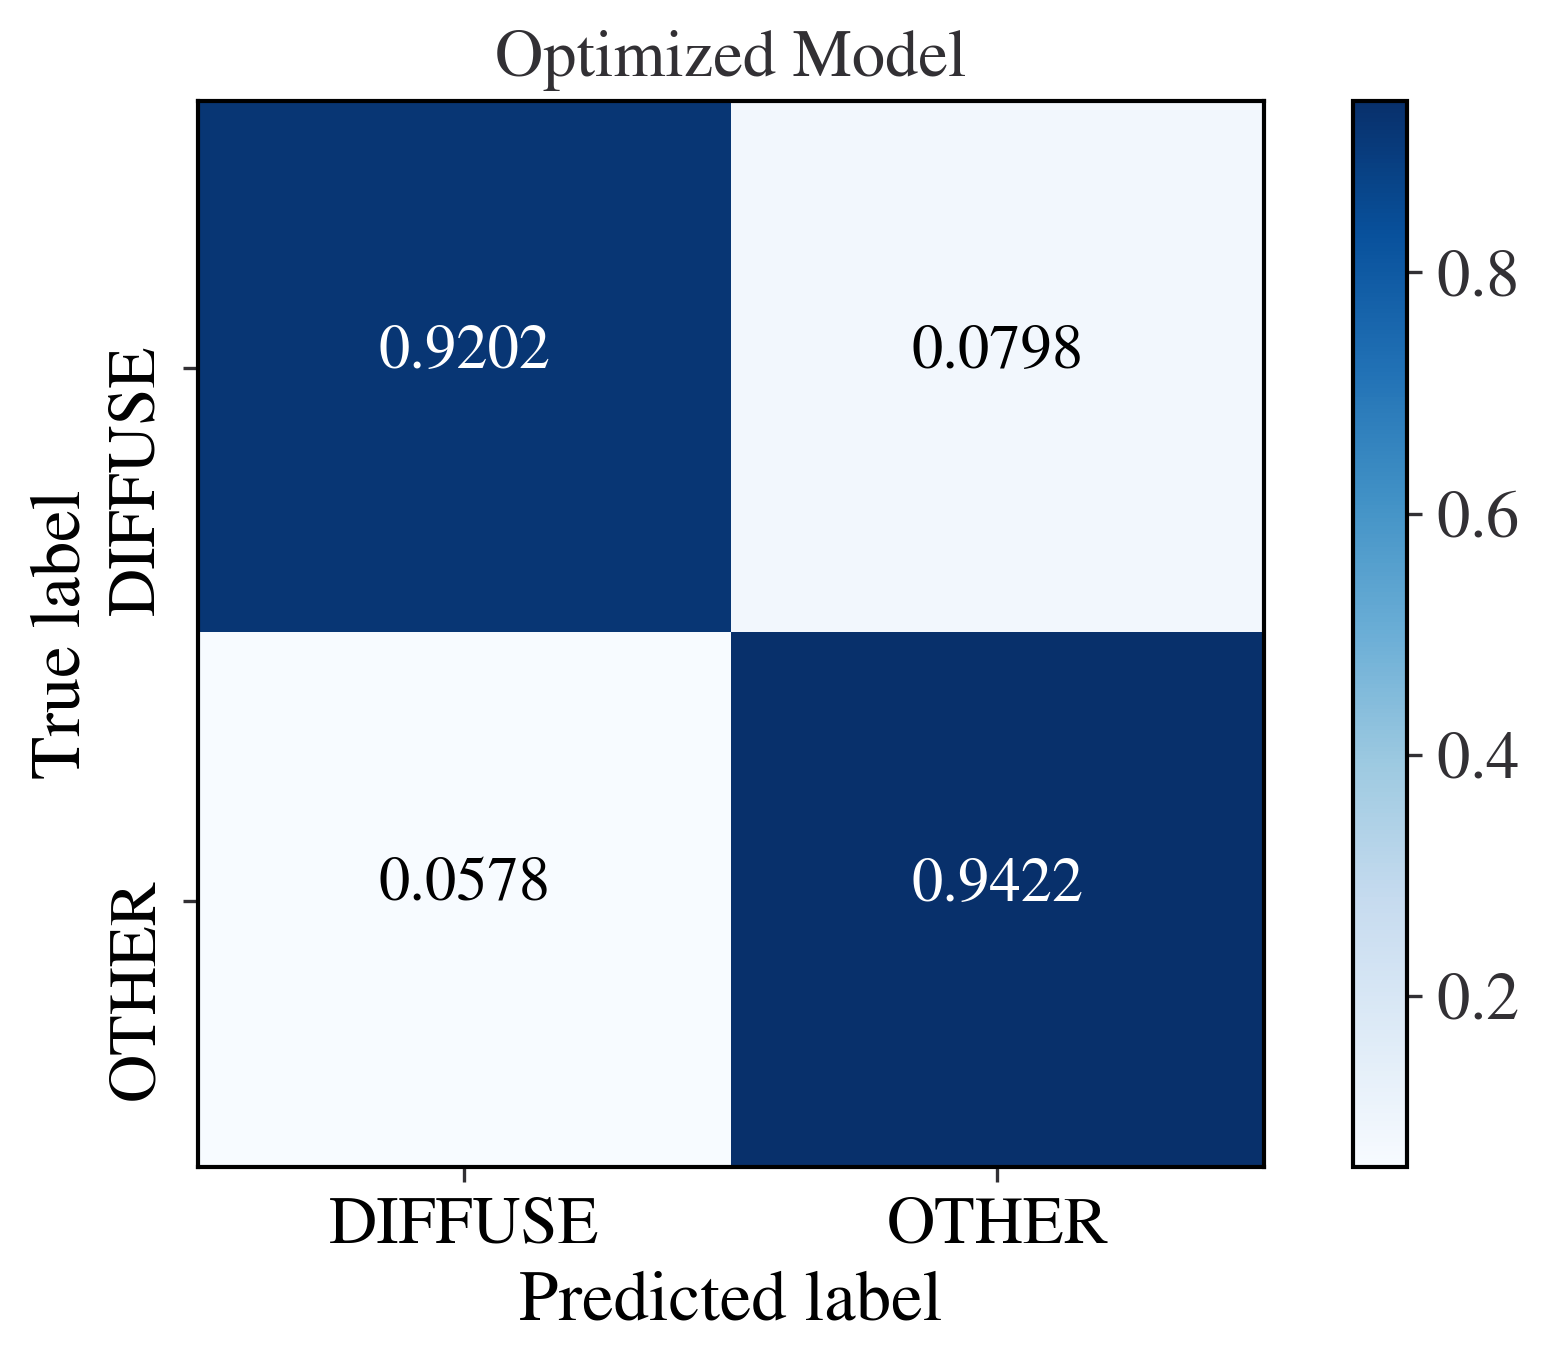 Optimized Model
True label
DIFFUSE
OTHER
0.9202
0.0798
0.0578
0.9422
DIFFUSE
OTHER
Predicted label
0.8
0.6
0.4
0.2